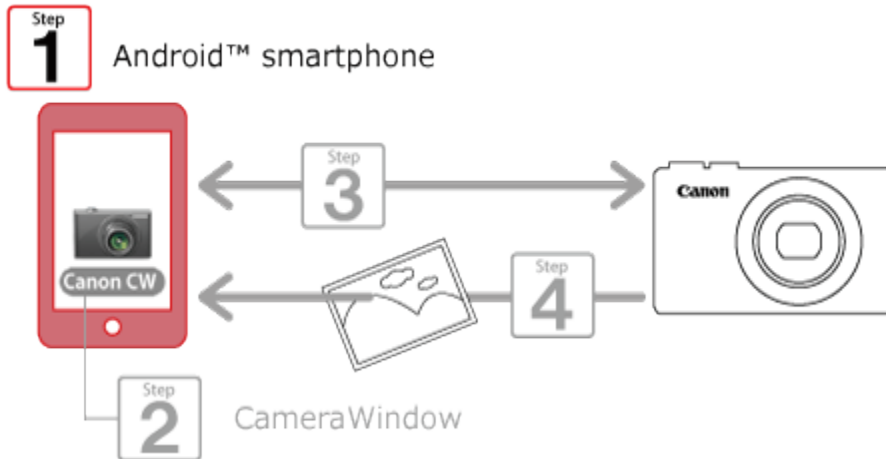 Step
1
Android™ smartphone
Step
3
Canon
Canon CW
Step
4
Step
2
CameraWindow